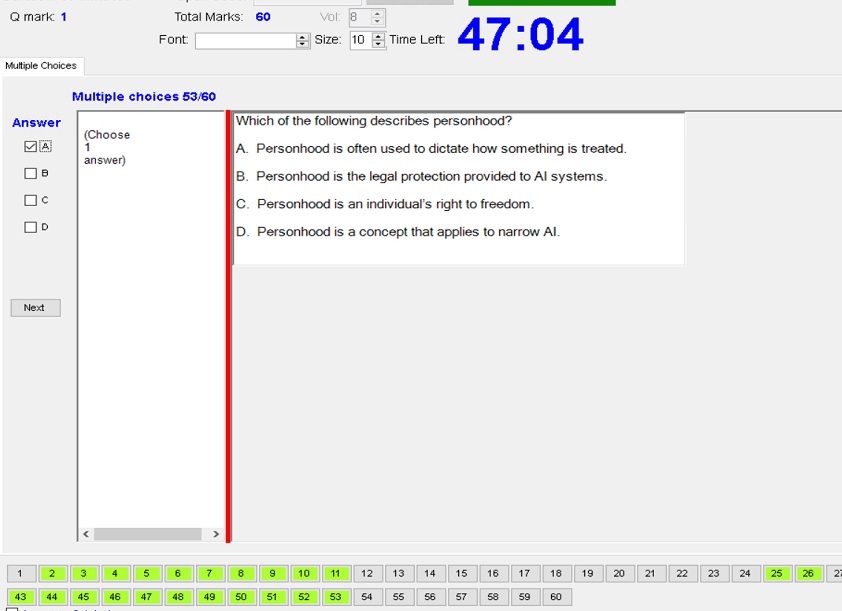 Q mark: 1 Total Marks: 60 Vol: 8
Font: Size: 10 Time Left: 47:04
Multiple Choices
Multiple choices 53/60
Answer
A
B
C
D
Next
(Choose
1
answer)
Which of the following describes personhood?
A. Personhood is often used to dictate how something is treated.
B. Personhood is the legal protection provided to AI systems.
C. Personhood is an individual's right to freedom.
D. Personhood is a concept that applies to narrow AI.
1 2 3 4 5 6 7 8 9 10 11 12 13 14 15 16 17 18 19 20 21 22 23 24 25 26
43 44 45 46 47 48 49 50 51 52 53 54 55 56 57 58 59 60